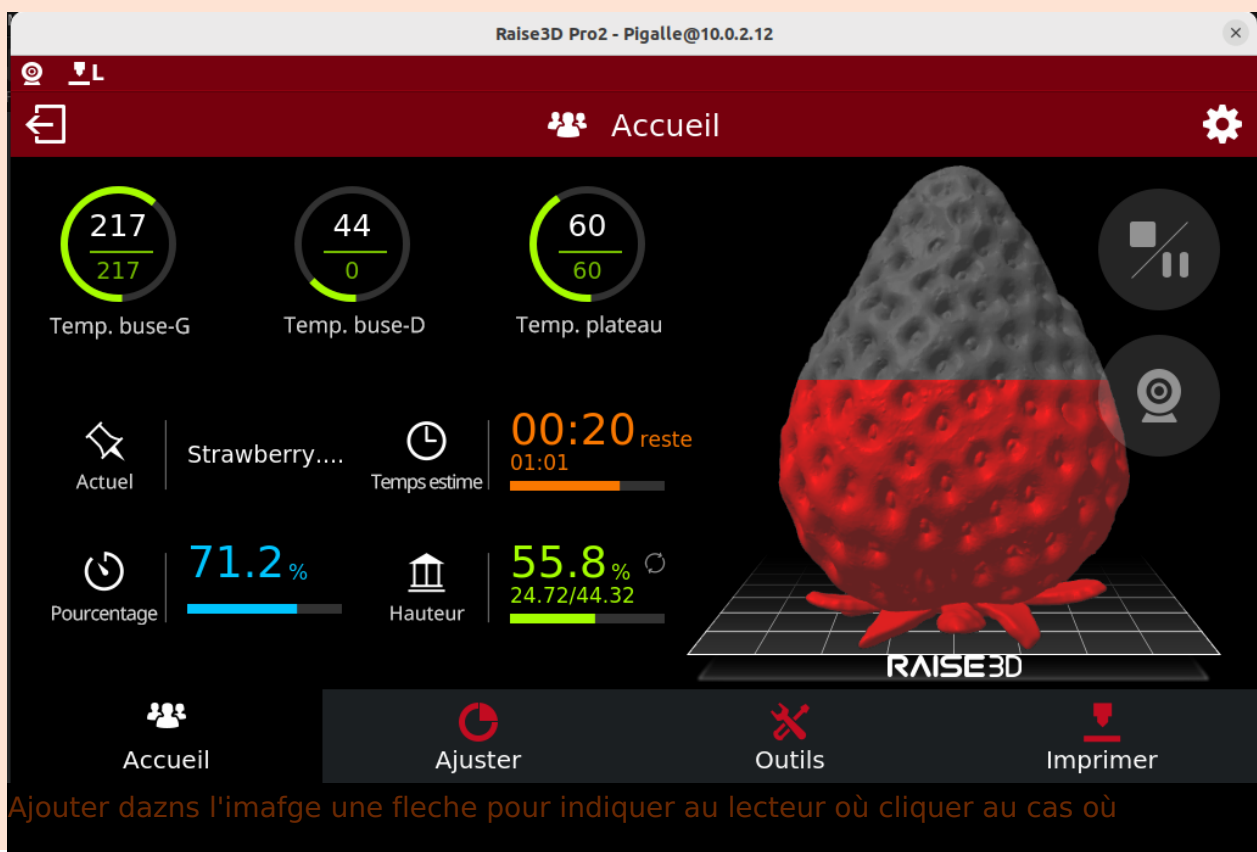 Raise3D Pro2 - Pigalle@10.0.2.12
L
Accueil
217
217
Temp. buse-G
44
0
Temp. buse-D
60
60
Temp. plateau
Actuel
Strawberry....
Temps estime
00:20 reste
01:01
Pourcentage
71.2 %
Hauteur
55.8 %
24.72/44.32
RAISE3D
Accueil
Ajuster
Outils
Imprimer
Ajouter dazns l'imafge une fleche pour indiquer au lecteur où cliquer au cas où